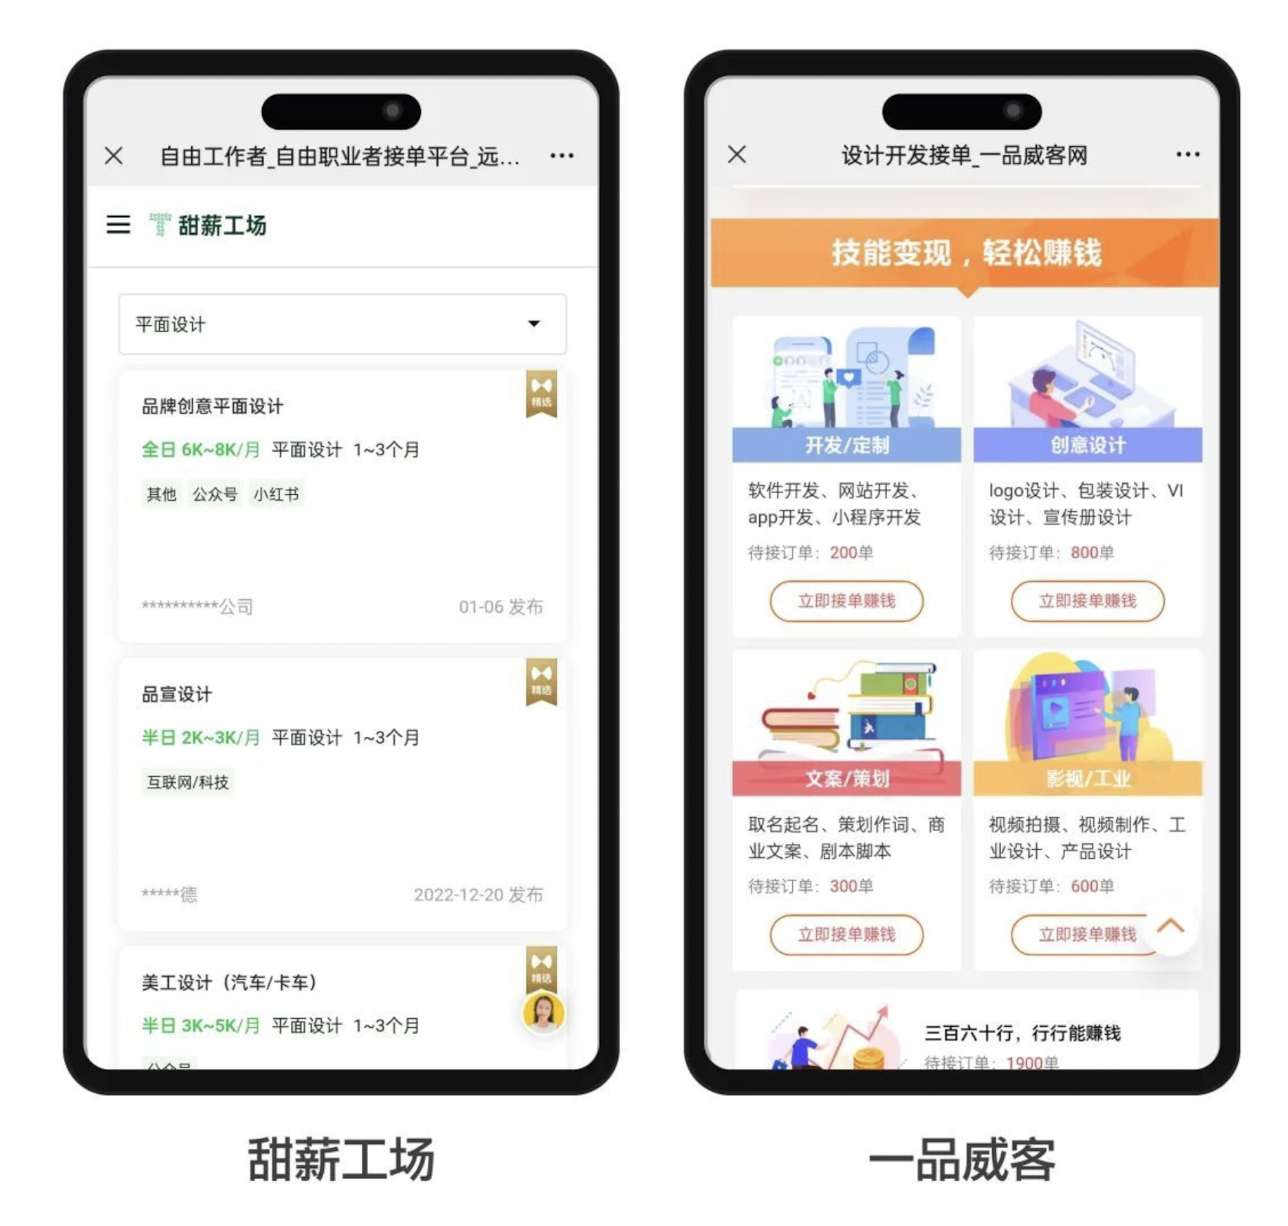 自由工作者_自由职业者接单平台_远...
甜薪工场
平面设计
品牌创意平面设计
精选
全日 6K~8K/月 平面设计 1~3个月
其他 公众号 小红书
**********公司 01-06 发布
品宣设计
精选
半日 2K~3K/月 平面设计 1~3个月
互联网/科技
*****德 2022-12-20 发布
美工设计（汽车/卡车）
精选
半日 3K~5K/月 平面设计 1~3个月
公众号
甜薪工场
设计开发接单_一品威客网
技能变现，轻松赚钱
开发/定制
软件开发、网站开发、
app开发、小程序开发
待接订单：200单
立即接单赚钱
创意设计
logo设计、包装设计、VI
设计、宣传册设计
待接订单：800单
立即接单赚钱
文案/策划
取名起名、策划作词、商
业文案、剧本脚本
待接订单：300单
立即接单赚钱
影视/工业
视频拍摄、视频制作、工
业设计、产品设计
待接订单：600单
立即接单赚钱
三百六十行，行行能赚钱
待接订单：1900单
一品威客